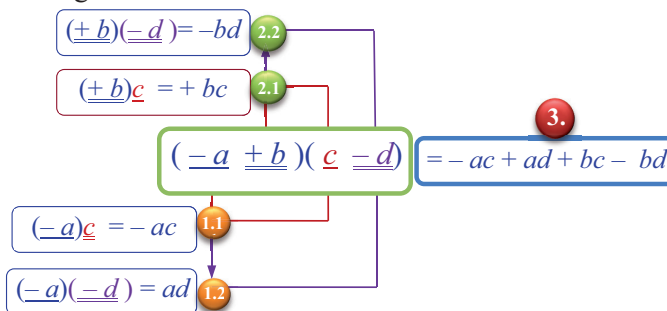 (+ b)(– d )= –bd 2.2
(+ b)c = + bc 2.1
3.
( – a + b )( c – d) = – ac + ad + bc – bd
(– a)c = – ac 1.1
(– a)(– d ) = ad 1.2